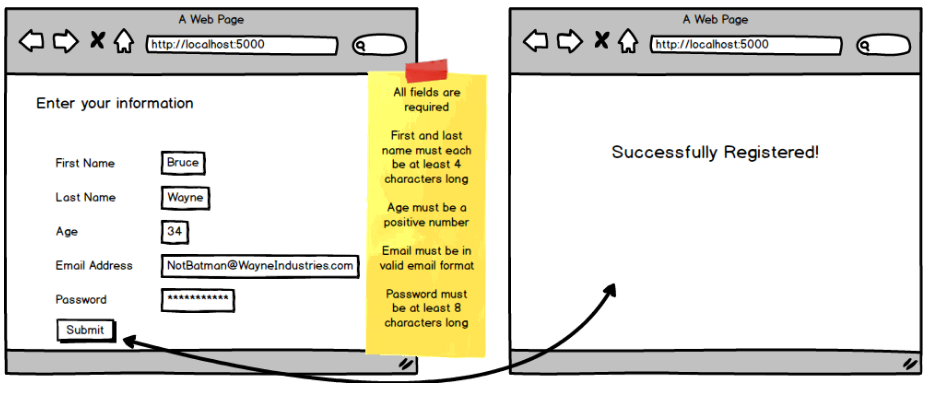 A Web Page
http://localhost:5000
Enter your information
First Name
Bruce
Last Name
Wayne
Age
34
Email Address
NotBatman@WayneIndustries.com
Password
***********
Submit
All fields are
required
First and last
name must each
be at least 4
characters long
Age must be a
positive number
Email must be in
valid email format
Password must
be at least 8
characters long
A Web Page
http://localhost:5000
Successfully Registered!